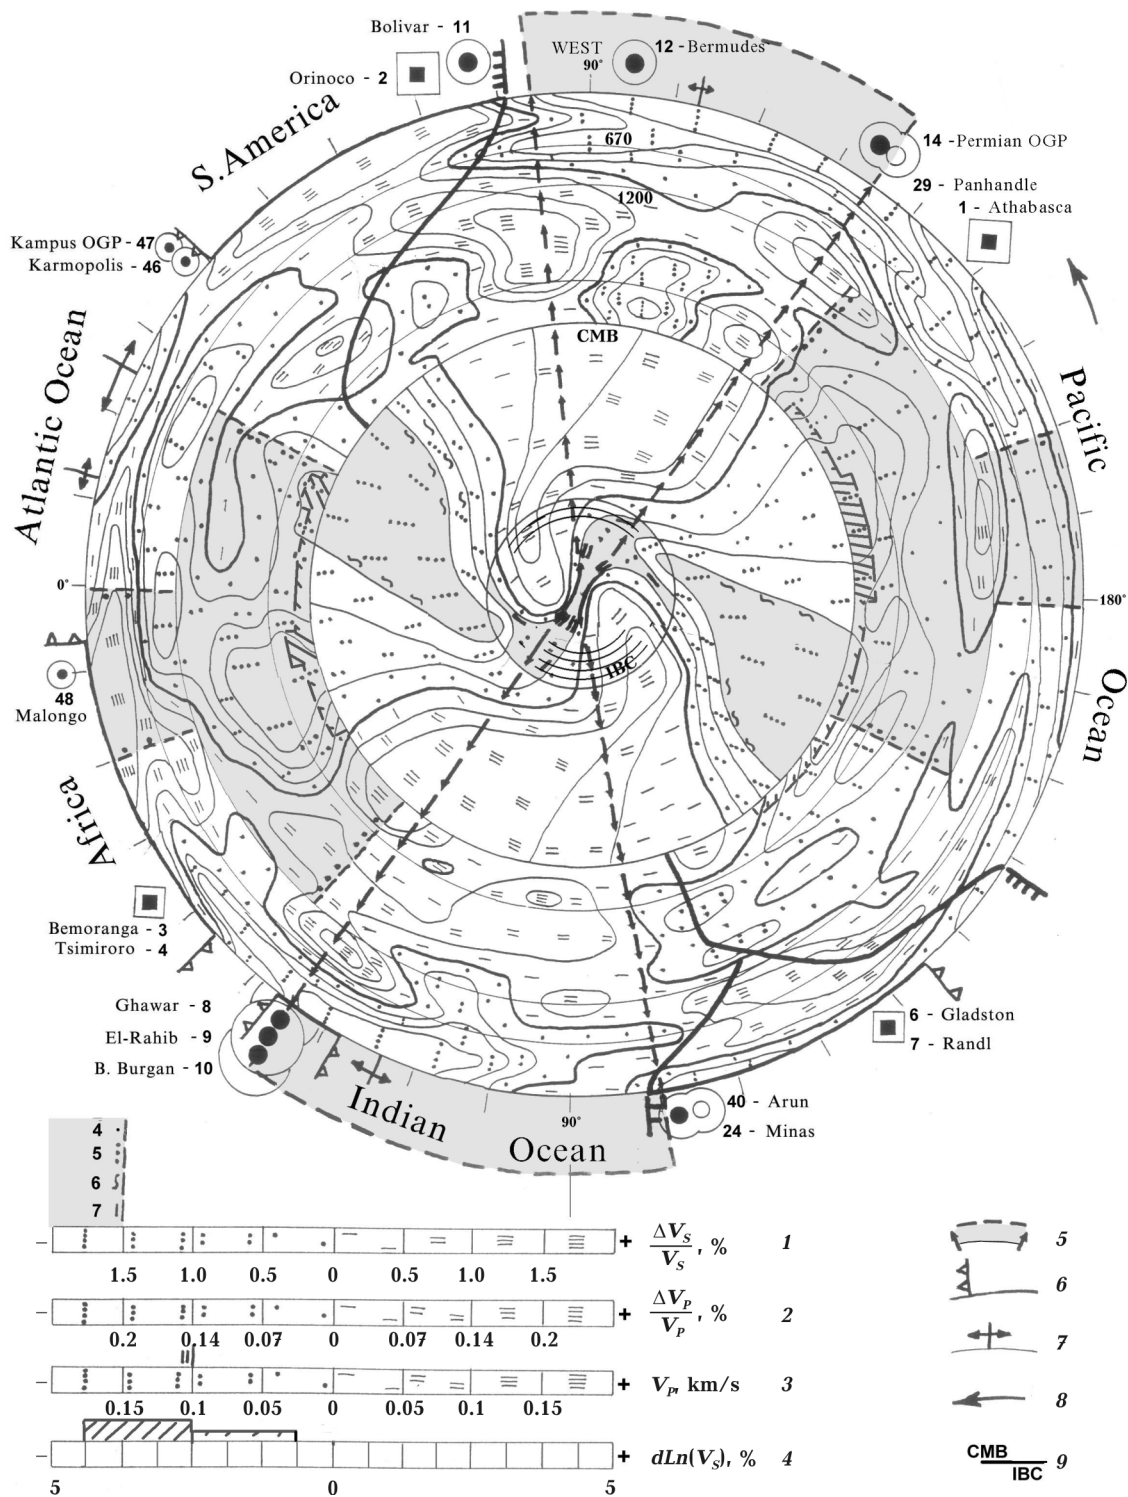 Bolivar - 11
Orinoco - 2
WEST
90°
12 -Bermudes
S.America
670
1200
14 -Permian OGP
29 - Panhandle
1 - Athabasca
Kampus OGP - 47
Karmopolis - 46
CMB
Atlantic Ocean
Pacific
0°
180°
IBC
48
Malongo
Ocean
Africa
Bemoranga - 3
Tsimiroro - 4
Ghawar - 8
El-Rahib - 9
B. Burgan - 10
6 - Gladston
7 - Randl
Indian
90°
Ocean
40 - Arun
24 - Minas
4
5
6
7
− + ΔVS/VS, % 1
1.5 1.0 0.5 0 0.5 1.0 1.5
− + ΔVP/VP, % 2
0.2 0.14 0.07 0 0.07 0.14 0.2
− + VP, km/s 3
0.15 0.1 0.05 0 0.05 0.1 0.15
− + dLn(VS), % 4
5 0 5
5
6
7
8
CMB
IBC 9